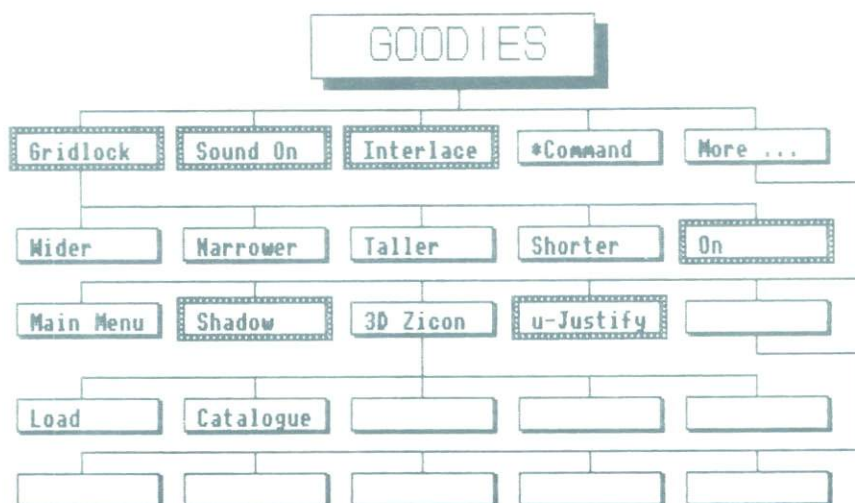 GOODIES
Gridlock Sound On Interlace *Command More ...
Wider Narrower Taller Shorter On
Main Menu Shadow 3D Zicon u-Justify
Load Catalogue